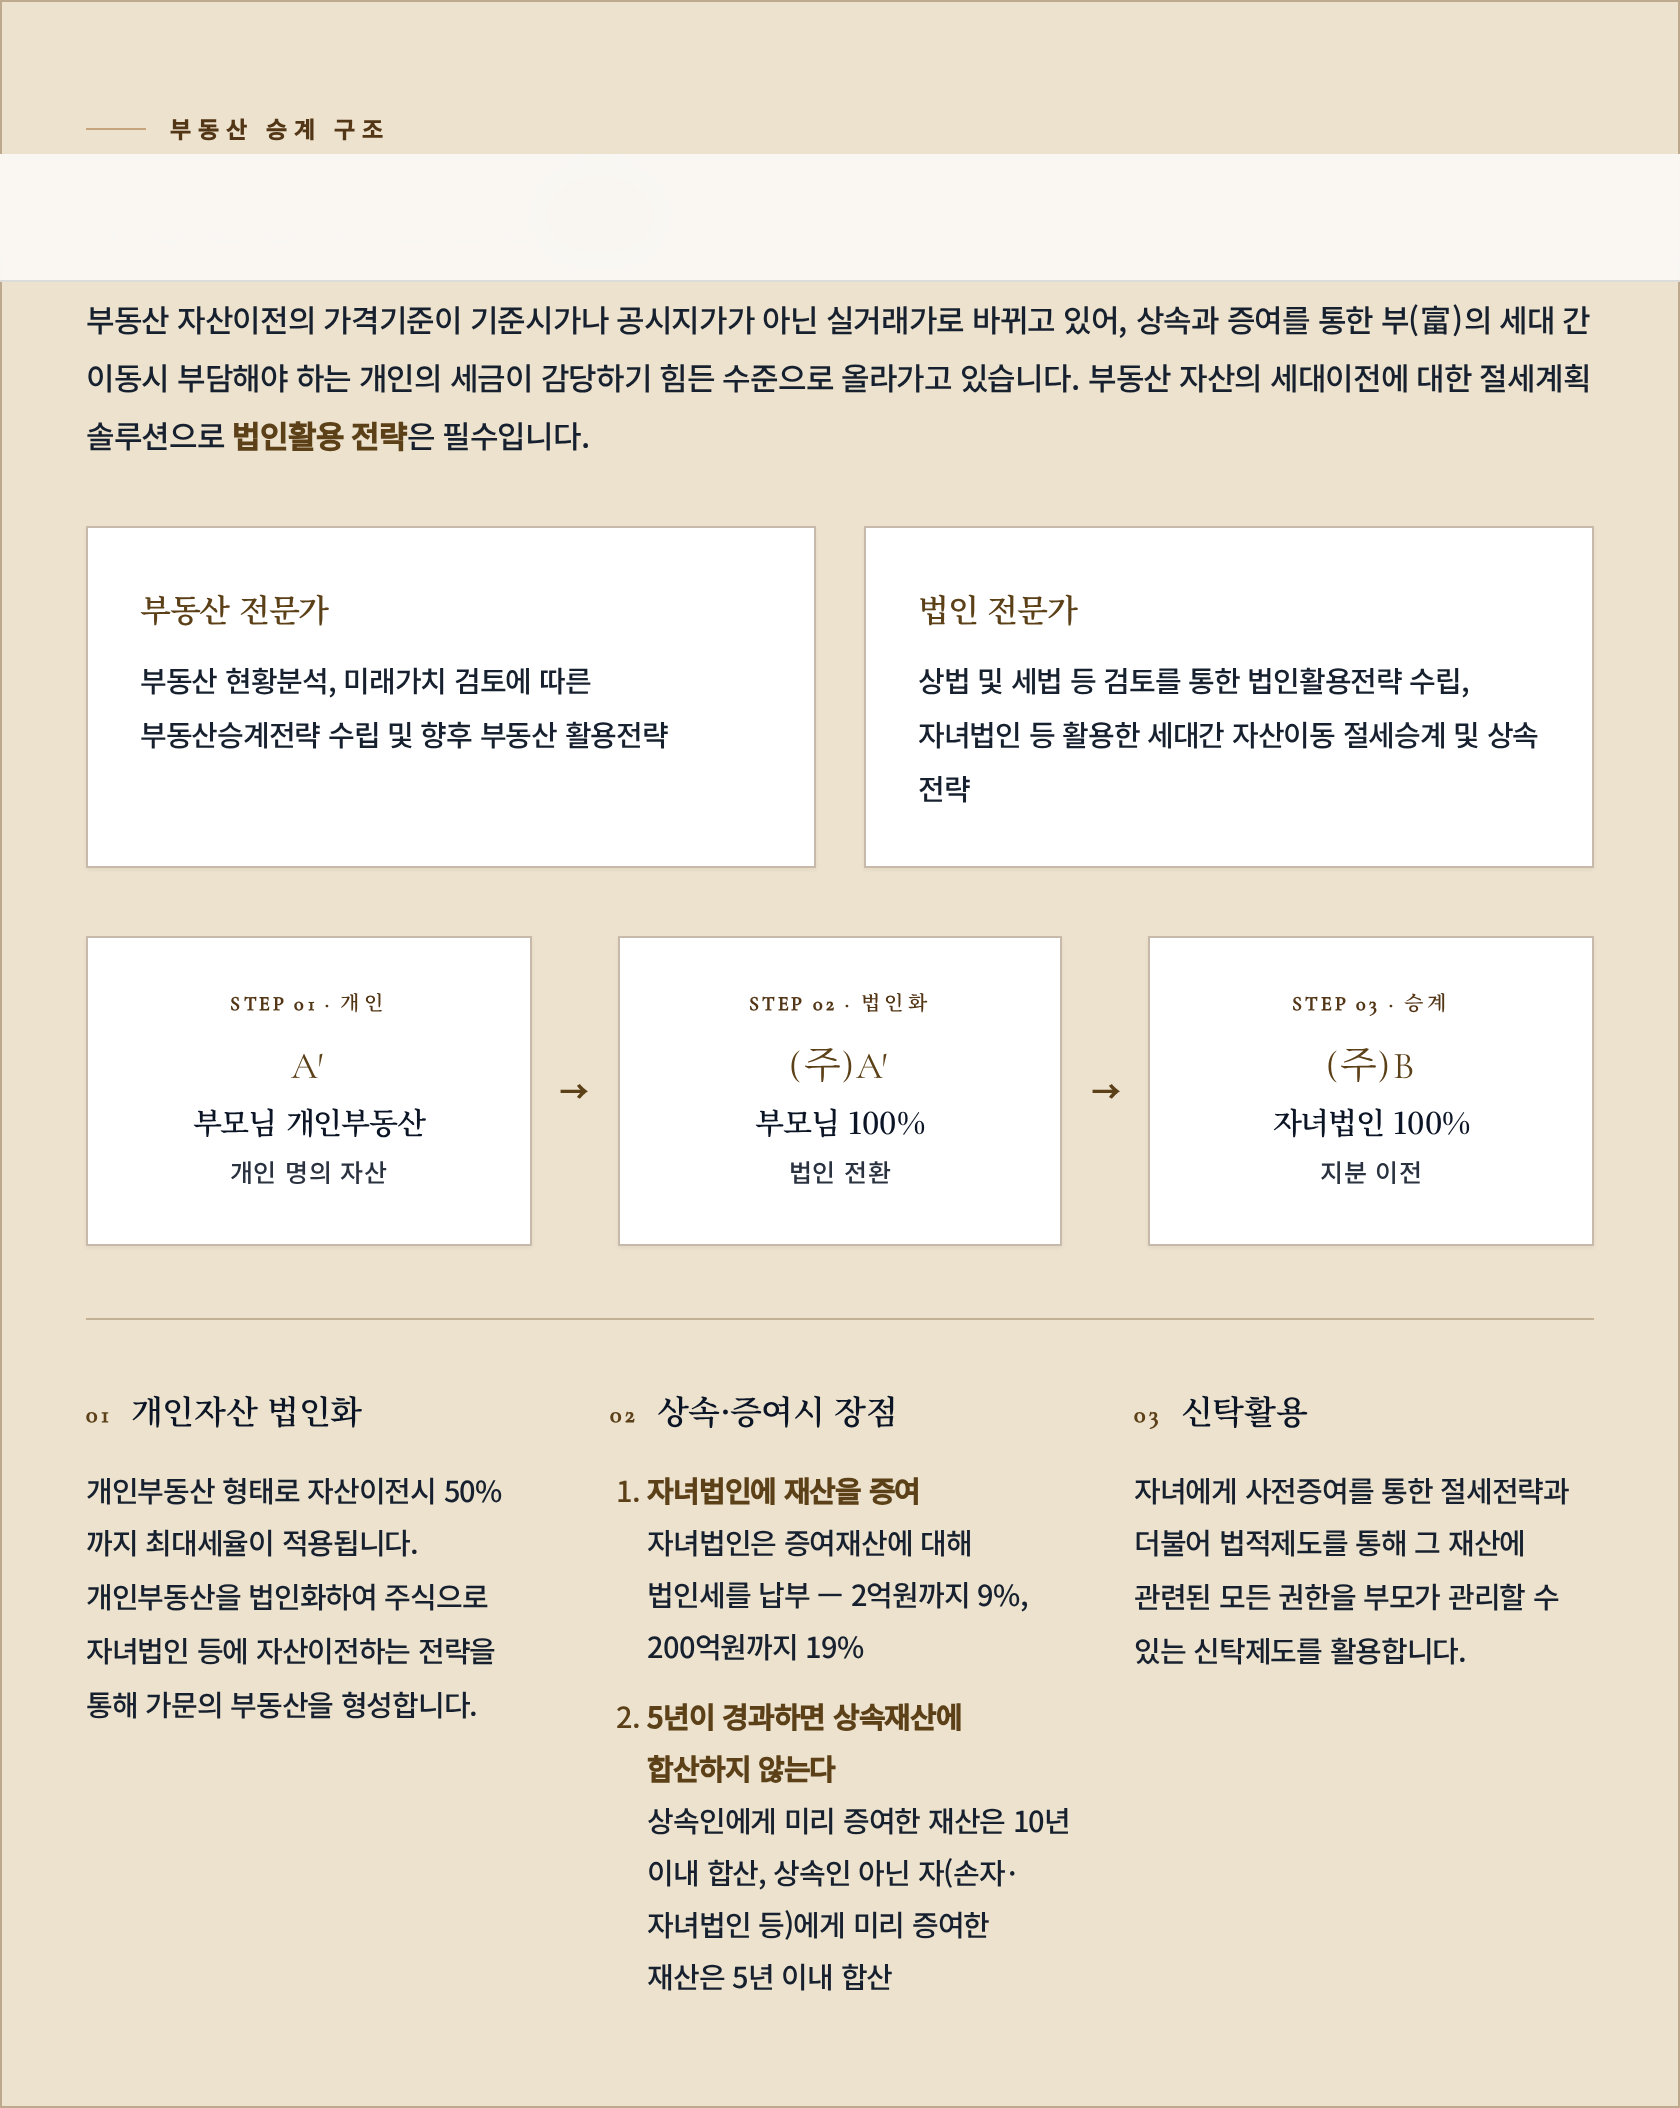 부동산 승계 구조
부동산 자산이전의 가격기준이 기준시가나 공시지가가 아닌 실거래가로 바뀌고 있어, 상속과 증여를 통한 부(富)의 세대 간
이동시 부담해야 하는 개인의 세금이 감당하기 힘든 수준으로 올라가고 있습니다. 부동산 자산의 세대이전에 대한 절세계획
솔루션으로 법인활용 전략은 필수입니다.
부동산 전문가
부동산 현황분석, 미래가치 검토에 따른
부동산승계전략 수립 및 향후 부동산 활용전략
법인 전문가
상법 및 세법 등 검토를 통한 법인활용전략 수립,
자녀법인 등 활용한 세대간 자산이동 절세승계 및 상속
전략
STEP 01 · 개인
A'
부모님 개인부동산
개인 명의 자산
→
STEP 02 · 법인화
(주)A'
부모님 100%
법인 전환
→
STEP 03 · 승계
(주)B
자녀법인 100%
지분 이전
01 개인자산 법인화
개인부동산 형태로 자산이전시 50%
까지 최대세율이 적용됩니다.
개인부동산을 법인화하여 주식으로
자녀법인 등에 자산이전하는 전략을
통해 가문의 부동산을 형성합니다.
02 상속·증여시 장점
1. 자녀법인에 재산을 증여
자녀법인은 증여재산에 대해
법인세를 납부 — 2억원까지 9%,
200억원까지 19%
2. 5년이 경과하면 상속재산에
합산하지 않는다
상속인에게 미리 증여한 재산은 10년
이내 합산, 상속인 아닌 자(손자·
자녀법인 등)에게 미리 증여한
재산은 5년 이내 합산
03 신탁활용
자녀에게 사전증여를 통한 절세전략과
더불어 법적제도를 통해 그 재산에
관련된 모든 권한을 부모가 관리할 수
있는 신탁제도를 활용합니다.